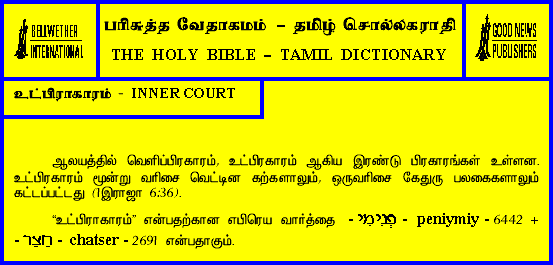 BELLWETHER
INTERNATIONAL
பரிசுத்த வேதாகமம் – தமிழ் சொல்லகராதி
THE HOLY BIBLE – TAMIL DICTIONARY
GOOD NEWS
PUBLISHERS
உட்பிராகாரம் - INNER COURT
ஆலயத்தில் வெளிப்பிரகாரம், உட்பிரகாரம் ஆகிய இரண்டு பிரகாரங்கள் உள்ளன.
உட்பிரகாரம் மூன்று வரிசை வெட்டின கற்களாலும், ஒருவரிசை கேதுரு பலகைகளாலும்
கட்டப்பட்டது (1இராஜா 6:36).
“உட்பிராகாரம்” என்பதற்கான எபிரெய வார்த்தை - פְּנִימִי - peniymiy - 6442 +
- חָצֵר - chatser - 2691 என்பதாகும்.